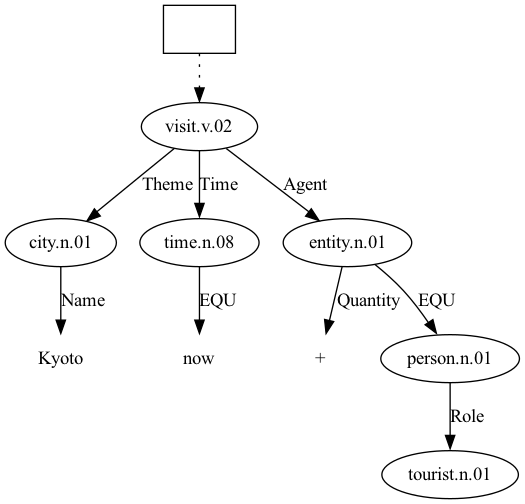 visit.v.02
Theme Time Agent
city.n.01 time.n.08 entity.n.01
Name EQU Quantity EQU
Kyoto now + person.n.01
Role
tourist.n.01